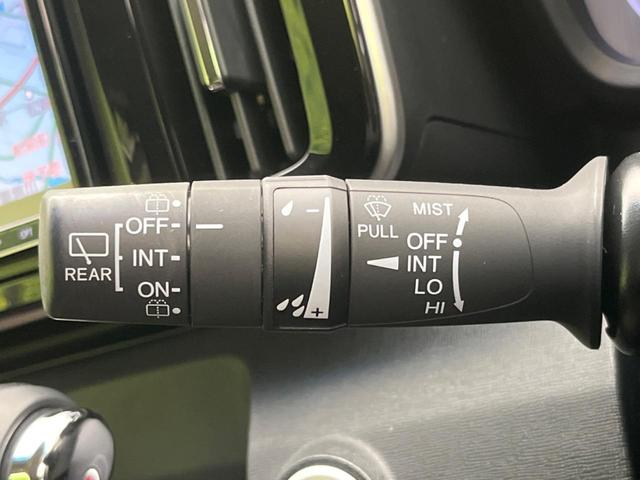 REAR
OFF
INT
ON
−
+
PULL
MIST
OFF
INT
LO
HI